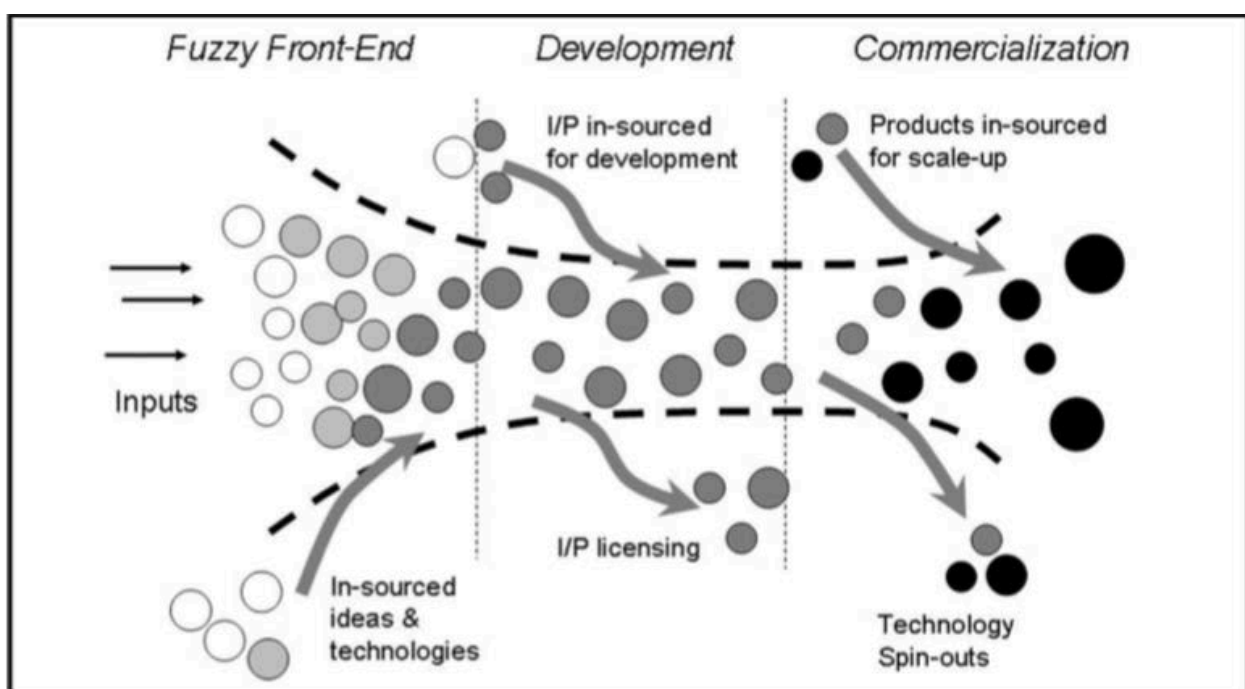 Fuzzy Front-End
Development
Commercialization
I/P in-sourced
for development
Products in-sourced
for scale-up
Inputs
I/P licensing
In-sourced
ideas &
technologies
Technology
Spin-outs